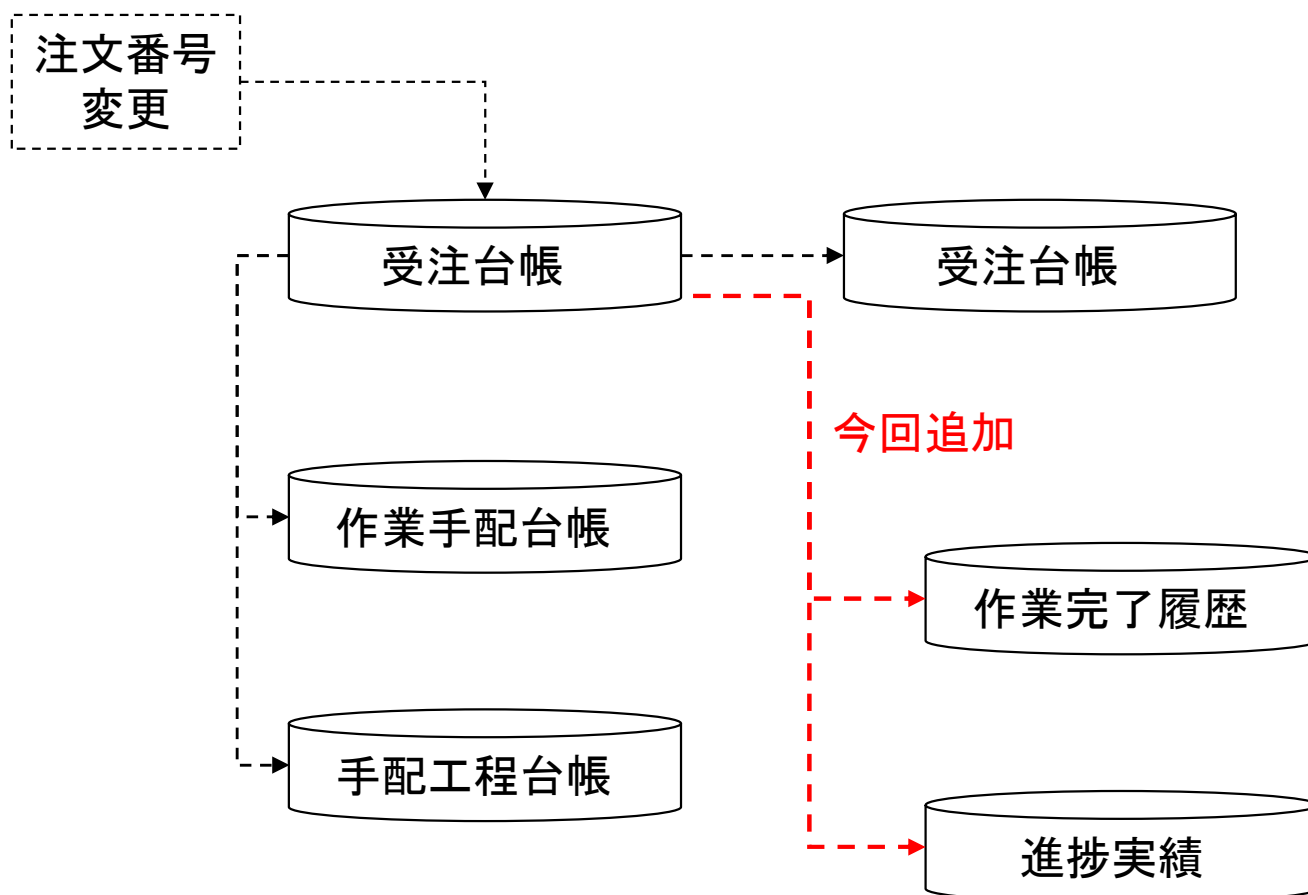 注文番号
変更
受注台帳
受注台帳
今回追加
作業手配台帳
作業完了履歴
手配工程台帳
進捗実績